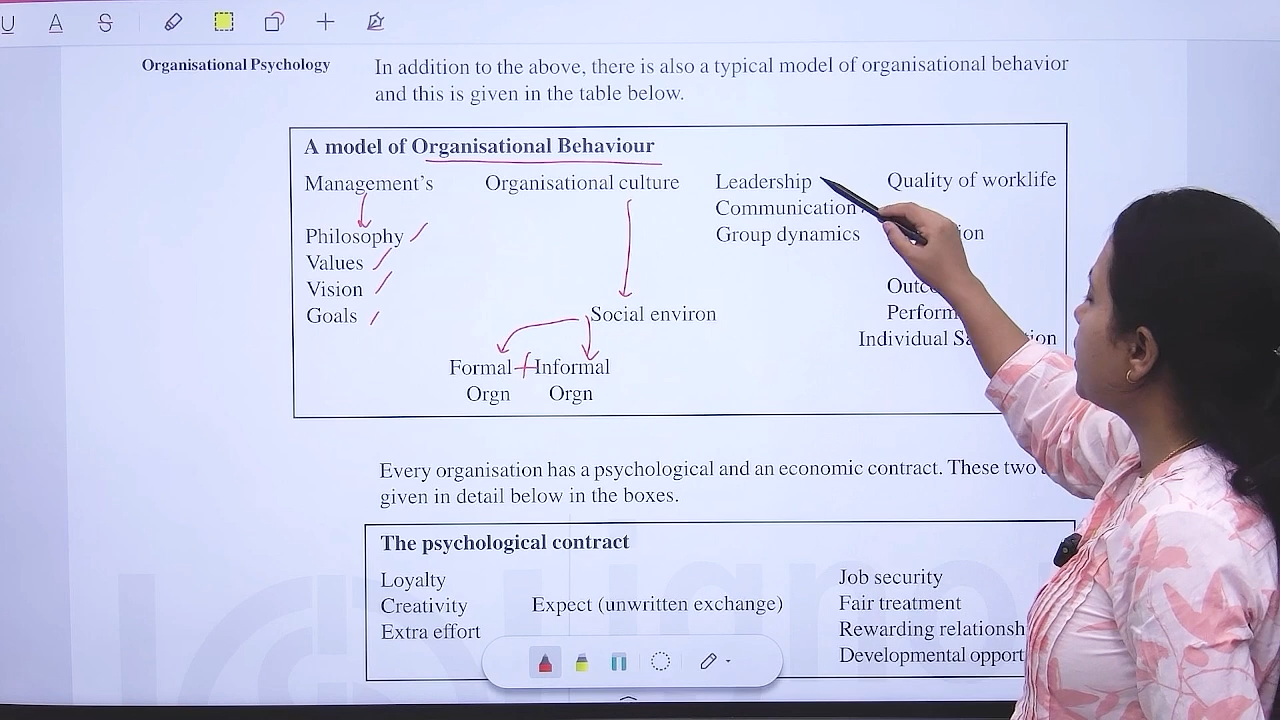 Organisational Psychology
In addition to the above, there is also a typical model of organisational behavior
and this is given in the table below.
A model of Organisational Behaviour
Management's Organisational culture Leadership Quality of worklife
Communication
Philosophy Group dynamics
Values
Vision
Goals Social environ
Individual
Formal Informal
Orgn Orgn
Every organisation has a psychological and an economic contract. These two
given in detail below in the boxes.
The psychological contract
Loyalty Job security
Creativity Expect (unwritten exchange) Fair treatment
Extra effort Rewarding
Developmental